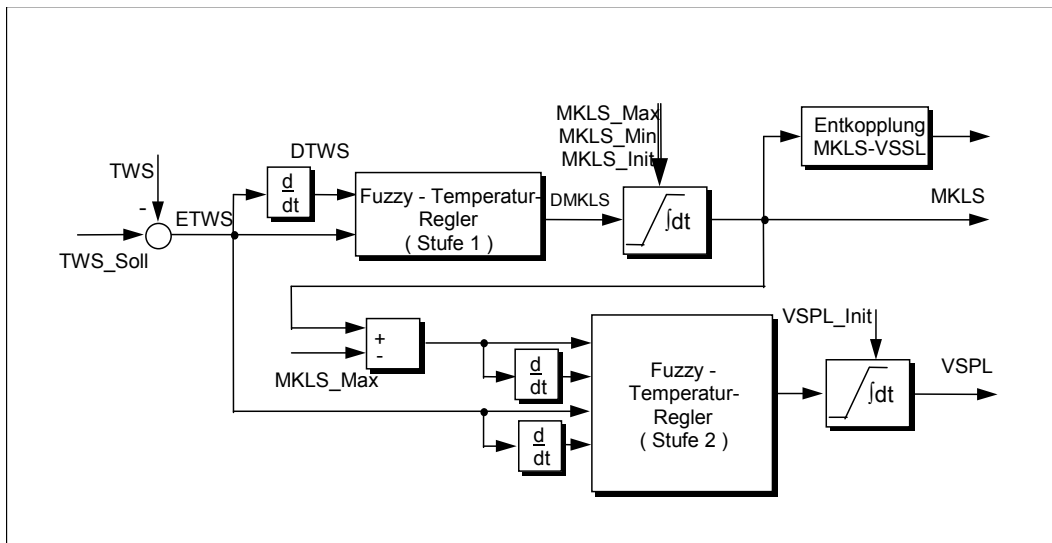 MKLS_Max
MKLS_Min
MKLS_Init
Entkopplung
MKLS-VSSL
TWS
-
DTWS
d
dt
ETWS
TWS_Soll
Fuzzy - Temperatur-
Regler
( Stufe 1 )
DMKLS
∫dt
MKLS
+
-
MKLS_Max
d
dt
d
dt
Fuzzy -
Temperatur-
Regler
( Stufe 2 )
VSPL_Init
∫dt
VSPL